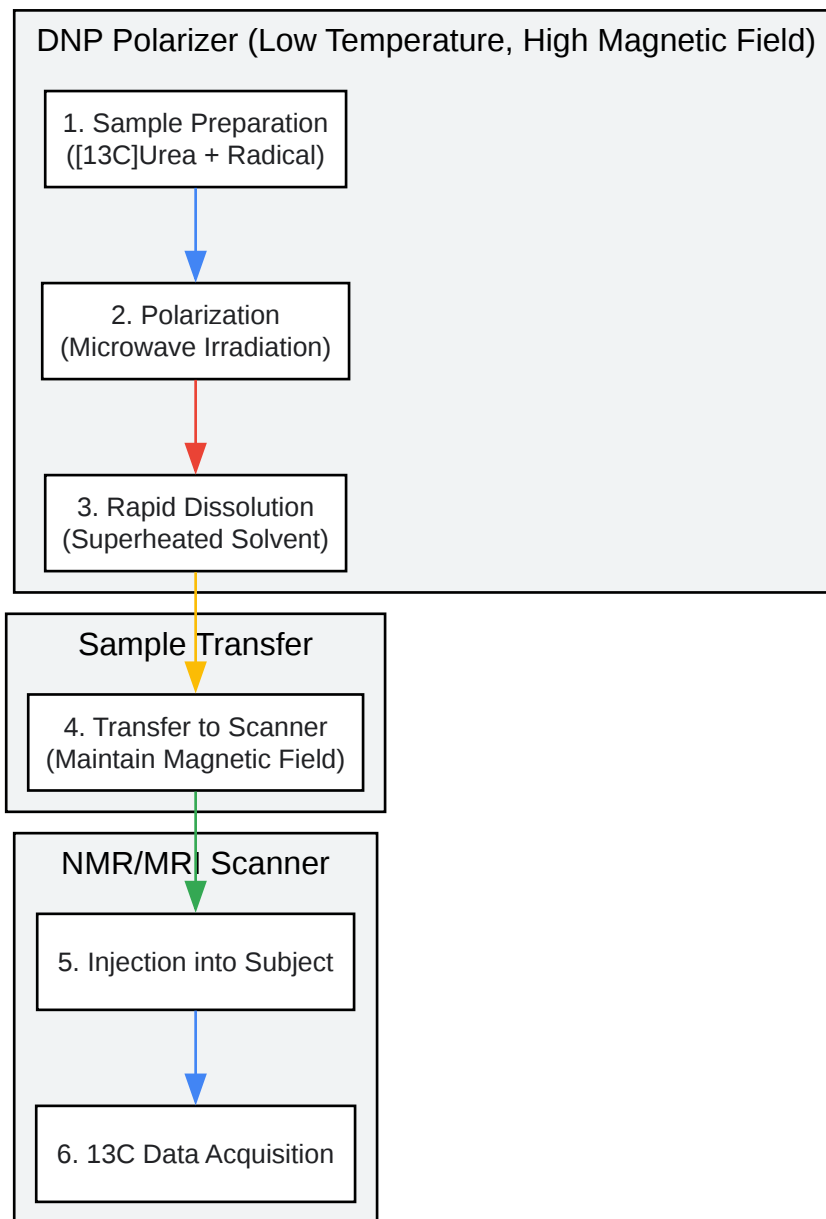 DNP Polarizer (Low Temperature, High Magnetic Field)
1. Sample Preparation
([13C]Urea + Radical)
2. Polarization
(Microwave Irradiation)
3. Rapid Dissolution
(Superheated Solvent)
Sample Transfer
4. Transfer to Scanner
(Maintain Magnetic Field)
NMR/MRI Scanner
5. Injection into Subject
6. 13C Data Acquisition